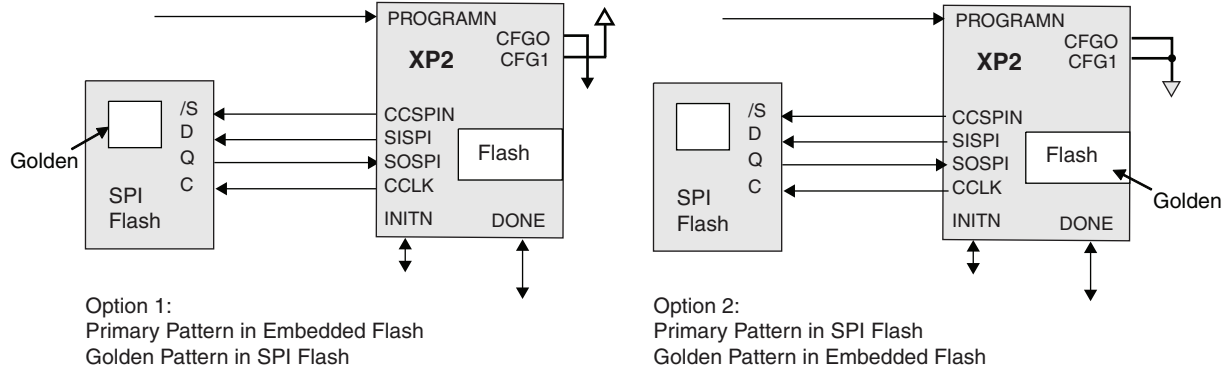 PROGRAMN
CFGO
CFG1
XP2
/S
D
Q
C
Golden
SPI
Flash
CCSPIN
SISPI
SOSPI
CCLK
Flash
INITN
DONE
Option 1:
Primary Pattern in Embedded Flash
Golden Pattern in SPI Flash
PROGRAMN
CFGO
CFG1
XP2
/S
D
Q
C
SPI
Flash
CCSPIN
SISPI
SOSPI
CCLK
Flash
Golden
INITN
DONE
Option 2:
Primary Pattern in SPI Flash
Golden Pattern in Embedded Flash